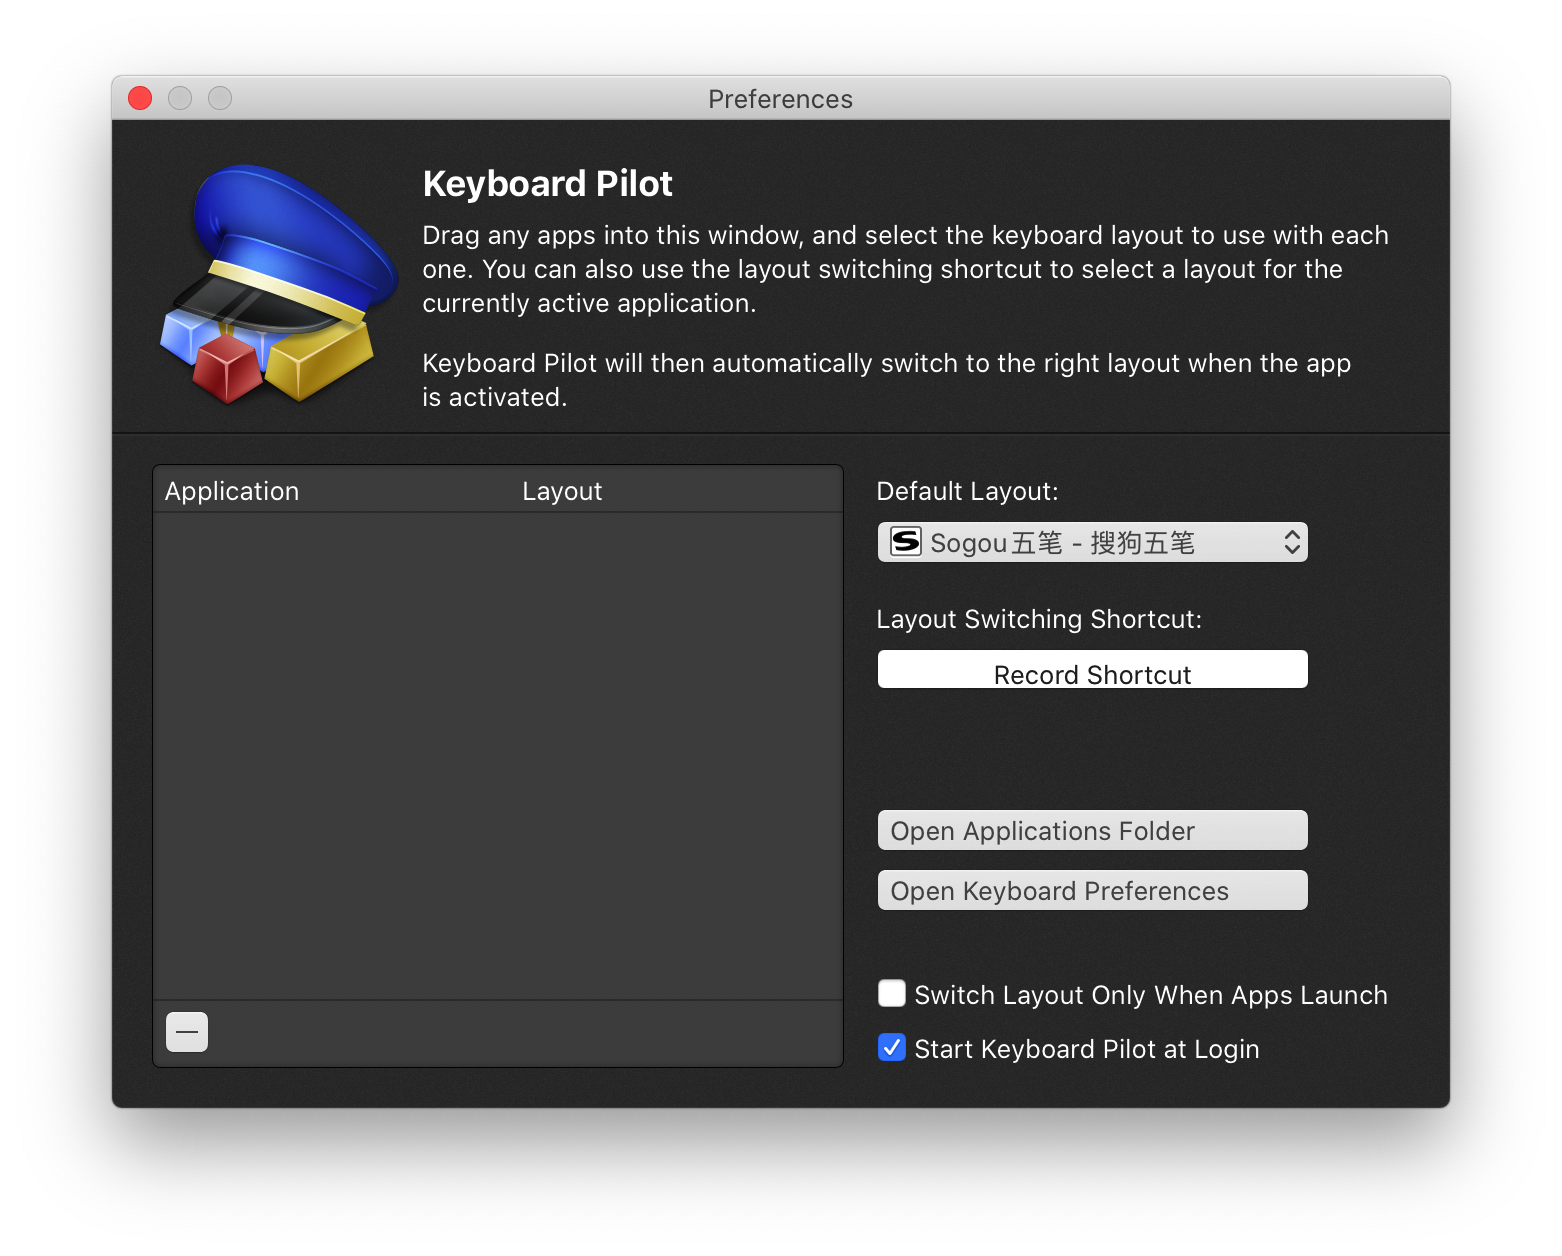 Preferences
Keyboard Pilot
Drag any apps into this window, and select the keyboard layout to use with each
one. You can also use the layout switching shortcut to select a layout for the
currently active application.
Keyboard Pilot will then automatically switch to the right layout when the app
is activated.
Application Layout
Default Layout:
S Sogou五笔 - 搜狗五笔
Layout Switching Shortcut:
Record Shortcut
Open Applications Folder
Open Keyboard Preferences
Switch Layout Only When Apps Launch
Start Keyboard Pilot at Login